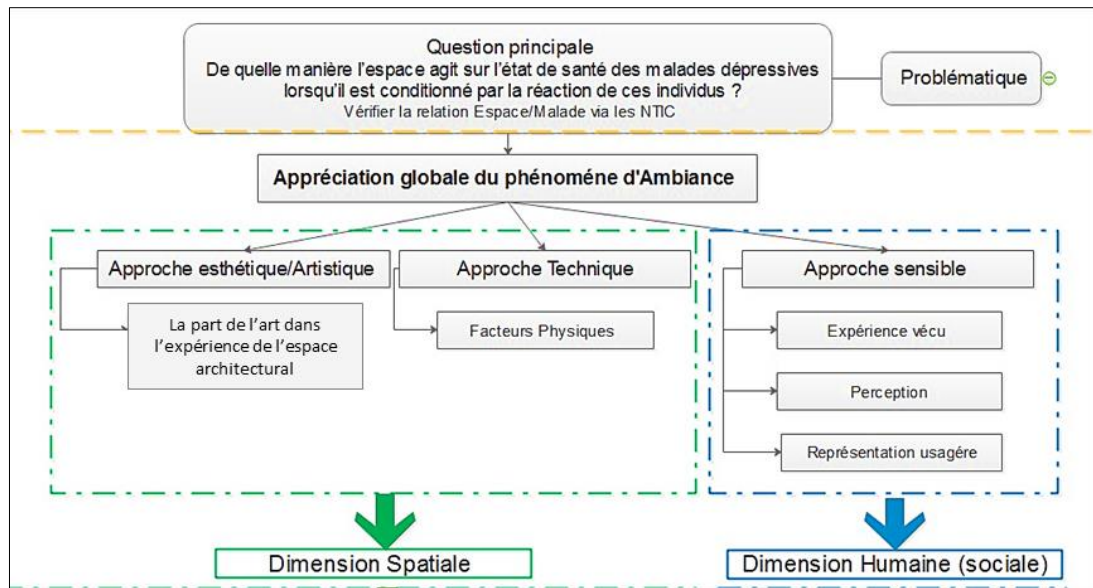 Question principale
De quelle manière l'espace agit sur l'état de santé des malades dépressives
lorsqu'il est conditionné par la réaction de ces individus ?
Vérifier la relation Espace/Malade via les NTIC
Problématique
Appréciation globale du phénoméne d'Ambiance
Approche esthétique/Artistique
Approche Technique
Approche sensible
La part de l'art dans
l'expérience de l'espace
architectural
Facteurs Physiques
Expérience vécu
Perception
Représentation usagére
Dimension Spatiale
Dimension Humaine (sociale)